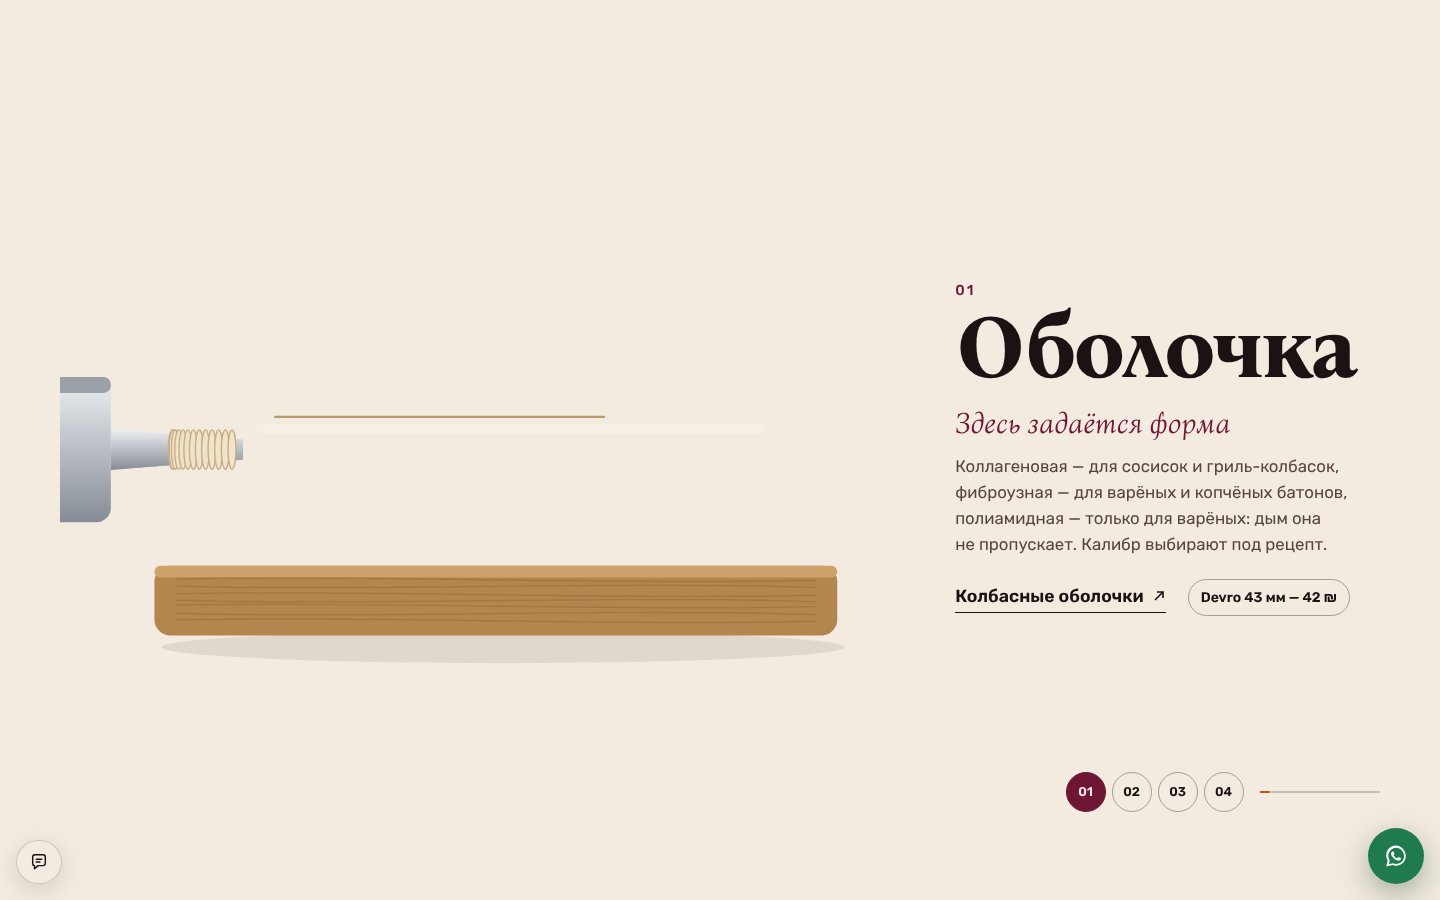 01
Оболочка
Здесь задаётся форма
Коллагеновая — для сосисок и гриль-колбасок,
фиброузная — для варёных и копчёных батонов,
полиамидная — только для варёных: дым она
не пропускает. Калибр выбирают под рецепт.
Колбасные оболочки ↗ Devro 43 мм — 42 ₪
01 02 03 04